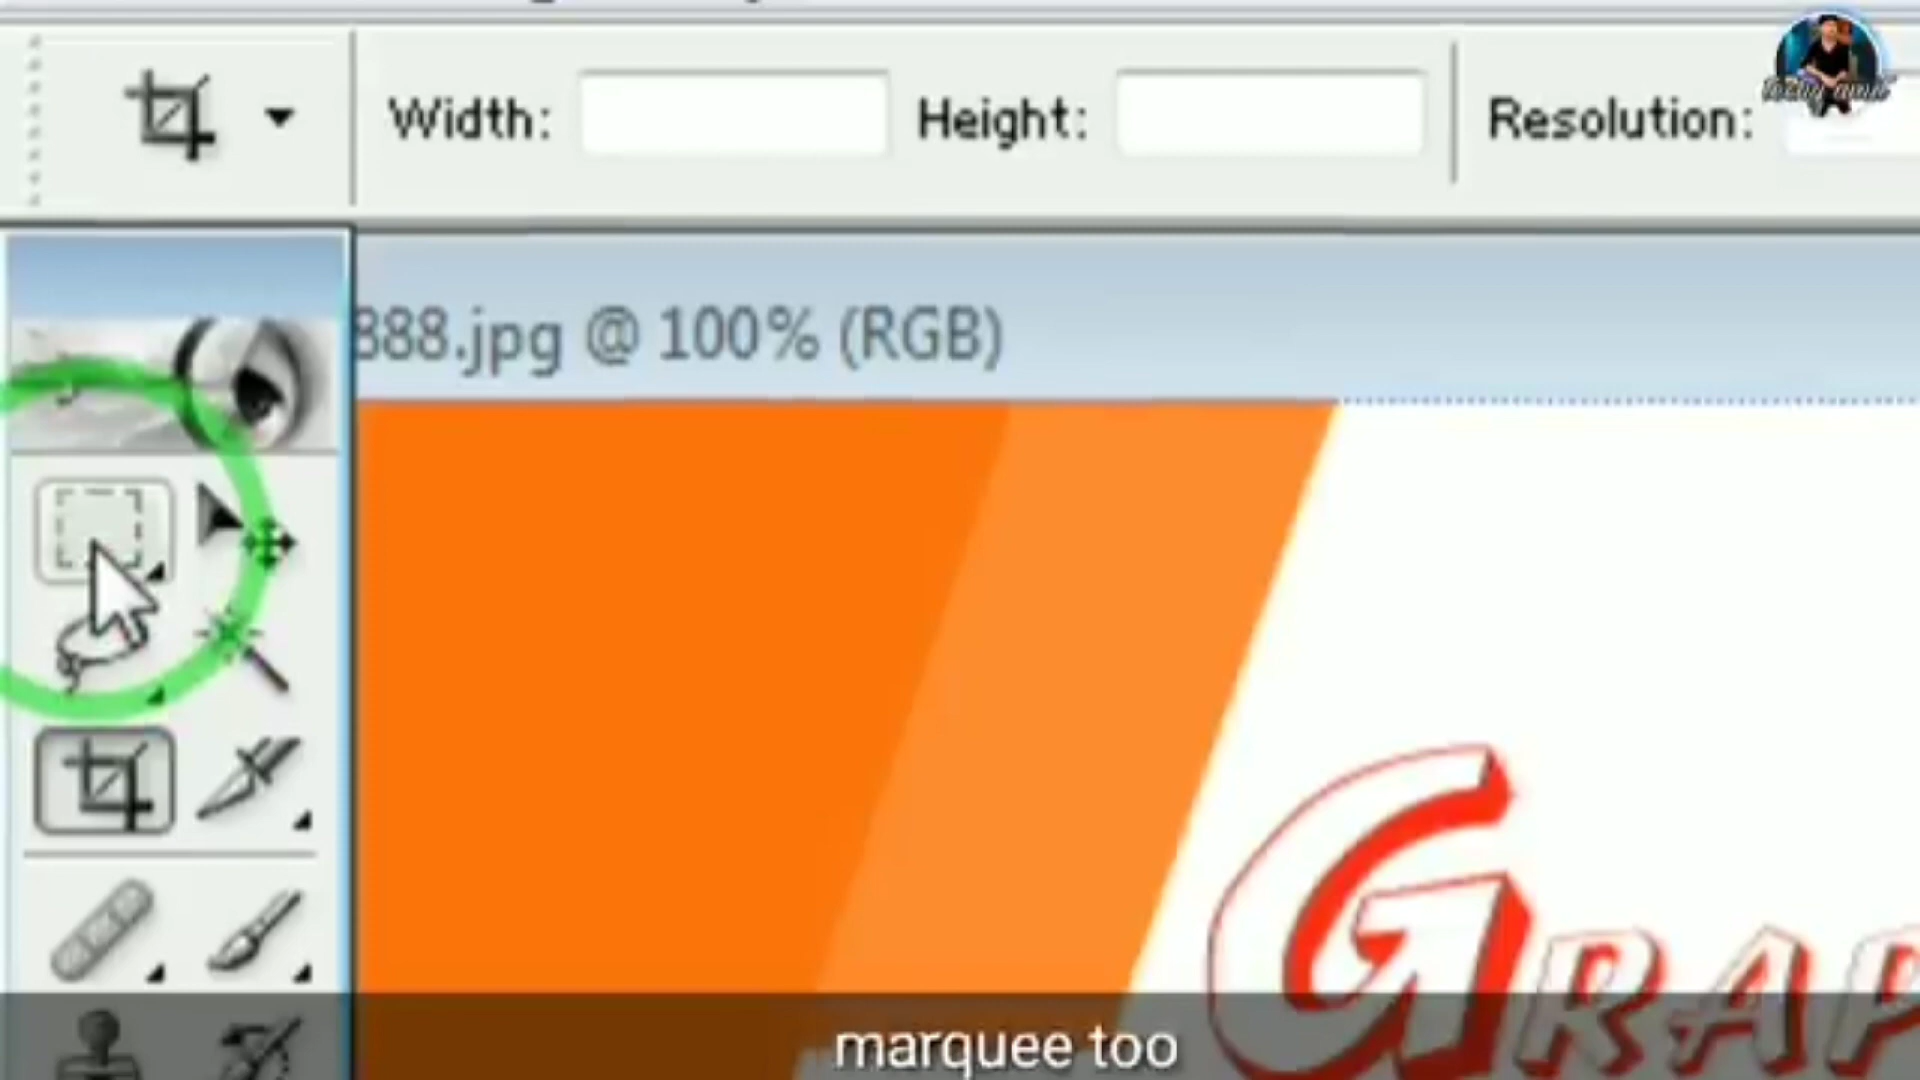 Width: Height: Resolution:
888.jpg @ 100% (RGB)
GRAP
marquee too